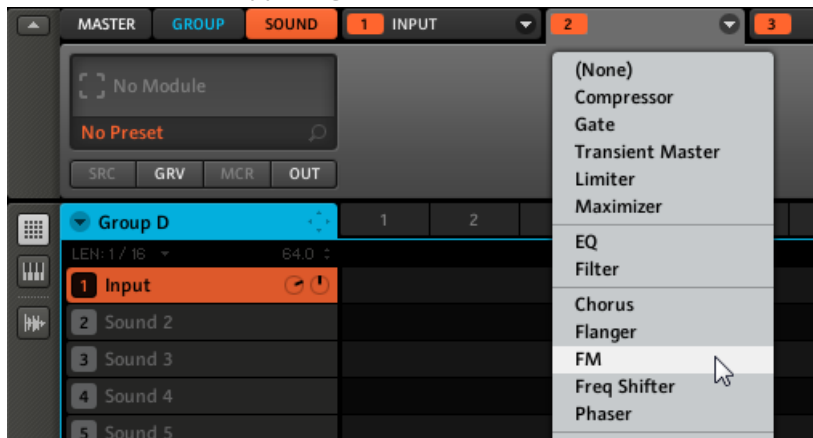 MASTER GROUP SOUND 1 INPUT 2 3
No Module
No Preset
SRC GRV MCR OUT
(None)
Compressor
Gate
Transient Master
Limiter
Maximizer
EQ
Filter
Chorus
Flanger
FM
Freq Shifter
Phaser
Group D 1 2
LEN: 1 / 16 64.0
1 Input
2 Sound 2
3 Sound 3
4 Sound 4
5 Sound 5